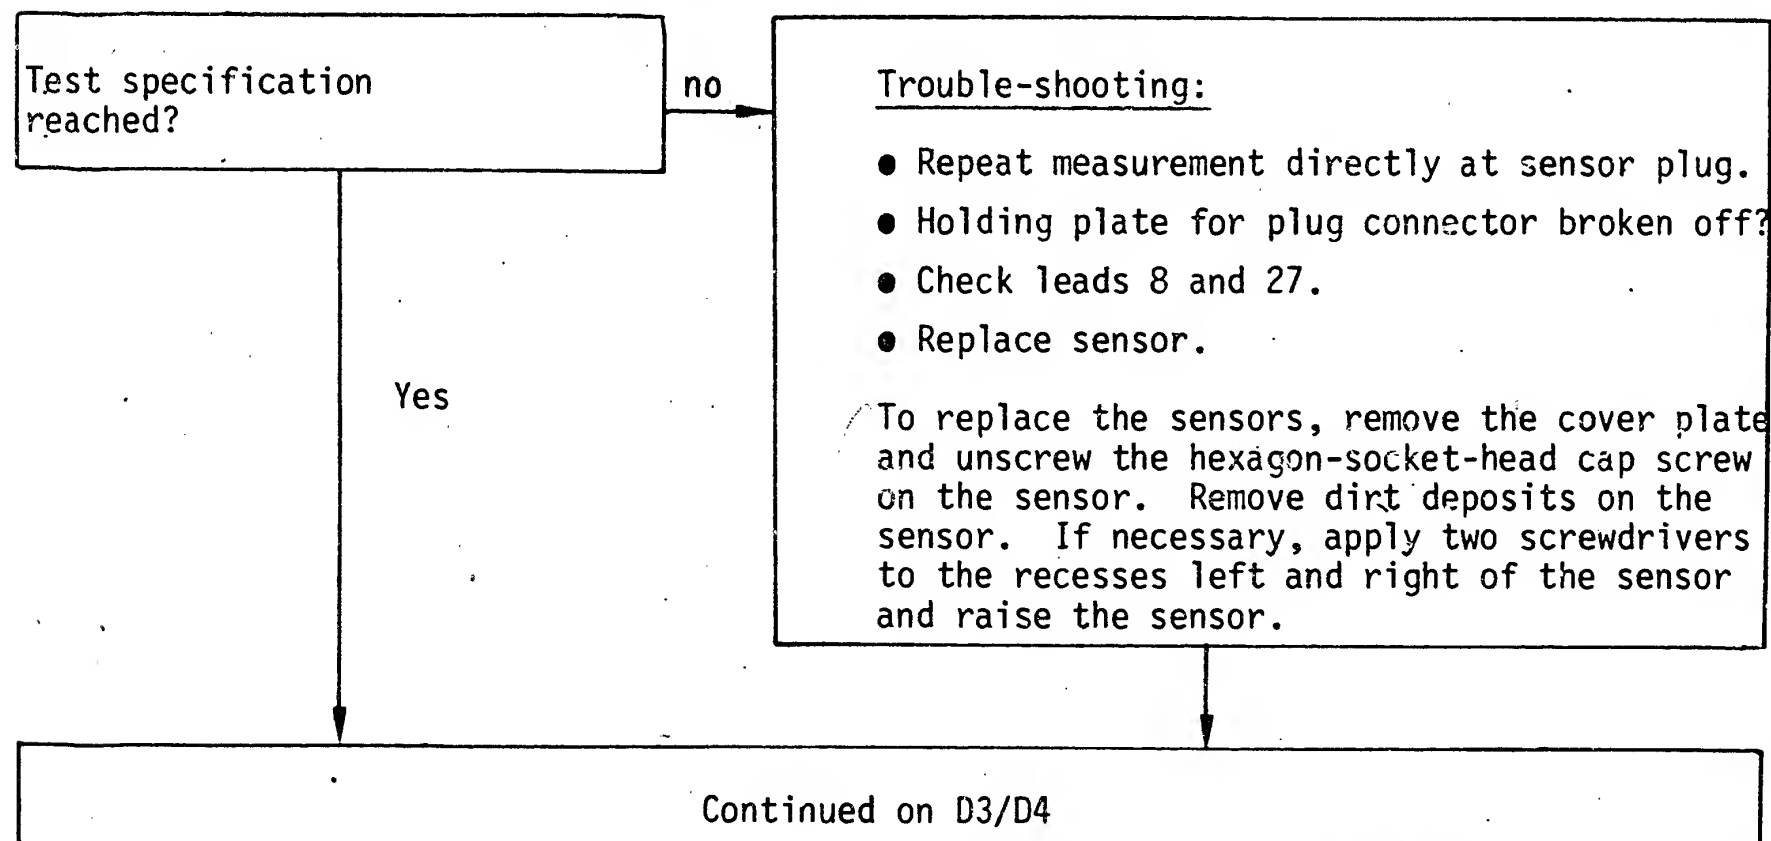 Test specification
reached?
no
Trouble-shooting:
● Repeat measurement directly at sensor plug.
● Holding plate for plug connector broken off?
● Check leads 8 and 27.
● Replace sensor.
Yes
To replace the sensors, remove the cover plate
and unscrew the hexagon-socket-head cap screw
on the sensor. Remove dirt deposits on the
sensor. If necessary, apply two screwdrivers
to the recesses left and right of the sensor
and raise the sensor.
Continued on D3/D4